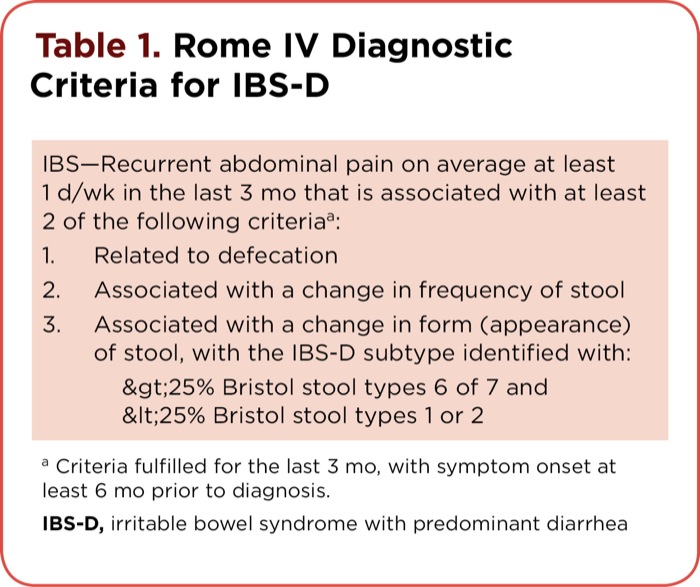 Table 1. Rome IV Diagnostic
Criteria for IBS-D
IBS—Recurrent abdominal pain on average at least
1 d/wk in the last 3 mo that is associated with at least
2 of the following criteriaᵃ:
1. Related to defecation
2. Associated with a change in frequency of stool
3. Associated with a change in form (appearance)
of stool, with the IBS-D subtype identified with:
&gt;25% Bristol stool types 6 of 7 and
&lt;25% Bristol stool types 1 or 2
ᵃ Criteria fulfilled for the last 3 mo, with symptom onset at
least 6 mo prior to diagnosis.
IBS-D, irritable bowel syndrome with predominant diarrhea